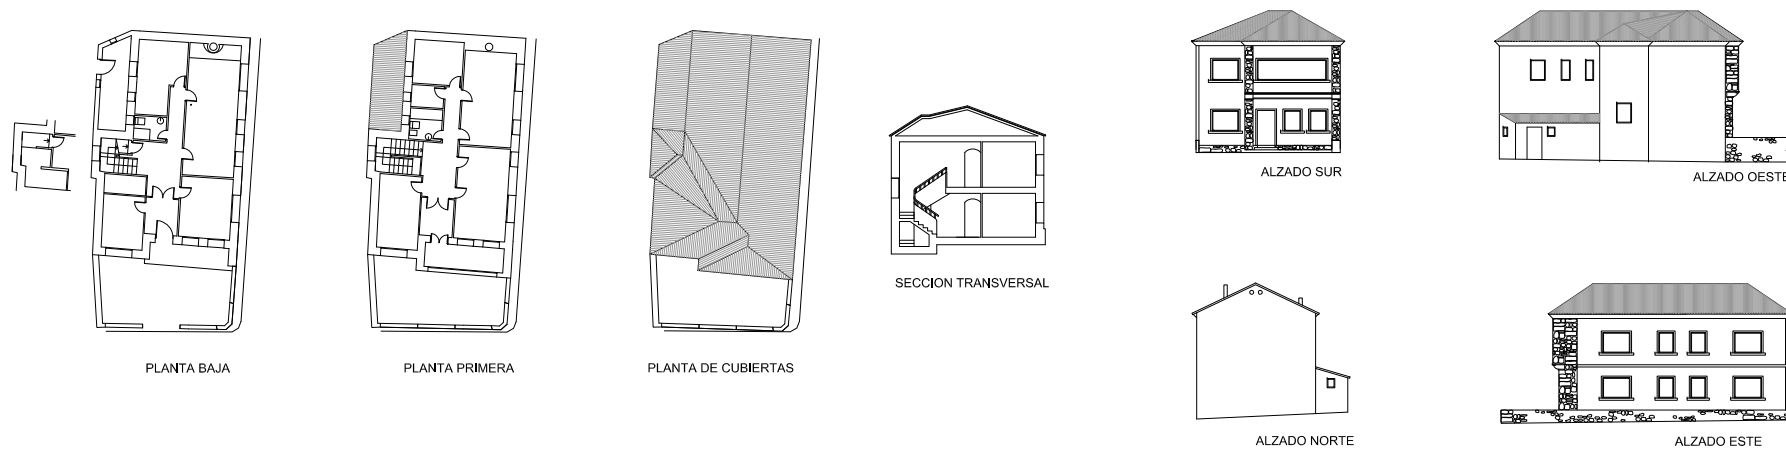 ALZADO SUR
ALZADO OESTE
SECCION TRANSVERSAL
PLANTA BAJA
PLANTA PRIMERA
PLANTA DE CUBIERTAS
ALZADO NORTE
ALZADO ESTE